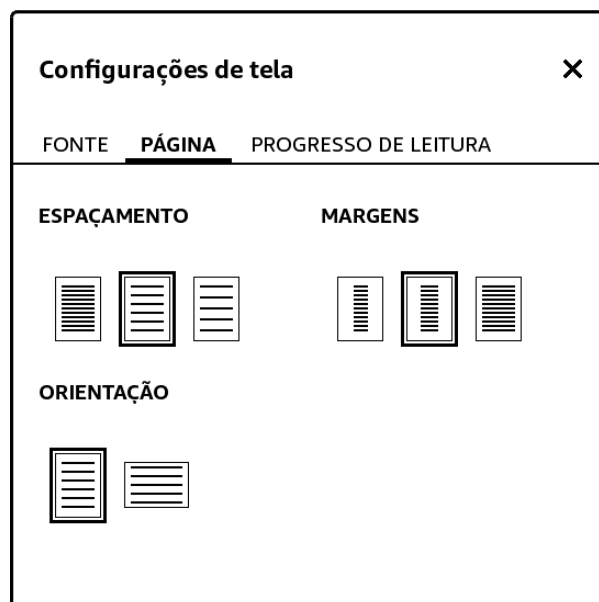 Configurações de tela
FONTE PÁGINA PROGRESSO DE LEITURA
ESPAÇAMENTO MARGENS
ORIENTAÇÃO